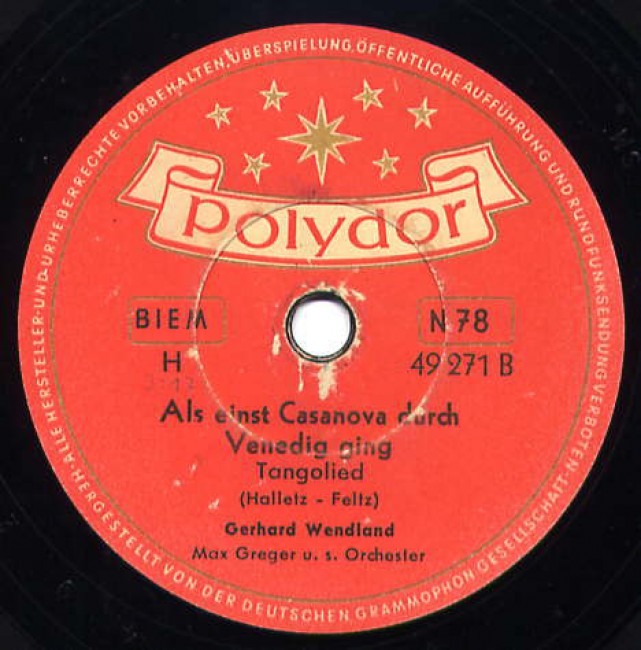 ALLE HERSTELLER- UND URHEBERRECHTE VORBEHALTEN, ÜBERSPIELUNG, ÖFFENTLICHE AUFFÜHRUNG UND RUNDFUNKSENDUNG VERBOTEN
polydor
BIEM N 78
H 49 271 B
Als einst Casanova durch
Venedig ging
Tangolied
(Halletz - Feltz)
Gerhard Wendland
Max Greger u. s. Orchester
· HERGESTELLT VON DER DEUTSCHEN GRAMMOPHON GESELLSCHAFT ·